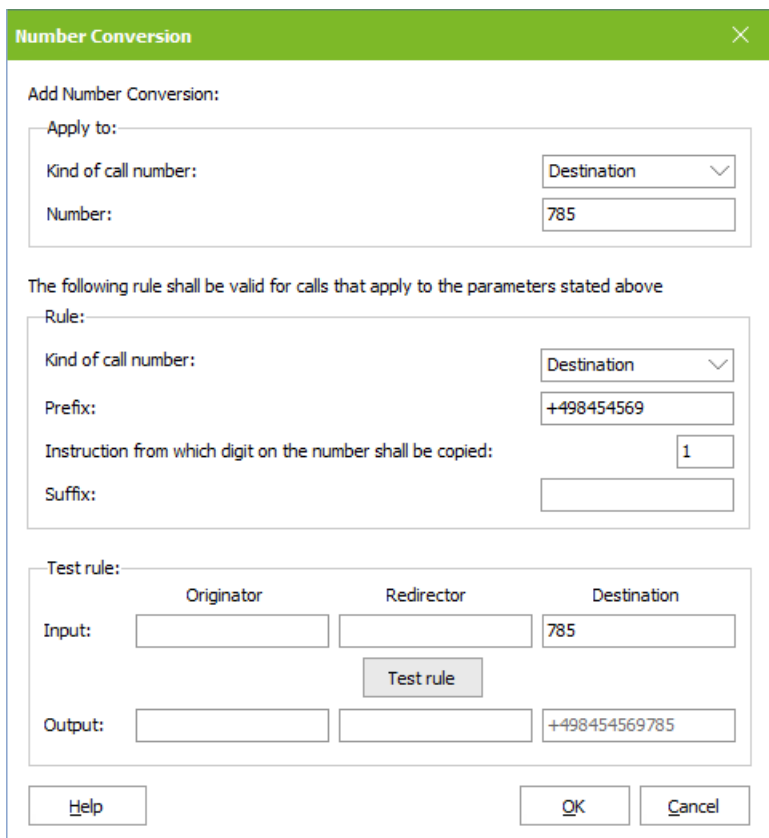 Number Conversion
Add Number Conversion:
Apply to:
Kind of call number: Destination
Number: 785
The following rule shall be valid for calls that apply to the parameters stated above
Rule:
Kind of call number: Destination
Prefix: +498454569
Instruction from which digit on the number shall be copied: 1
Suffix:
Test rule:
Originator Redirector Destination
Input: 785
Test rule
Output: +498454569785
Help OK Cancel